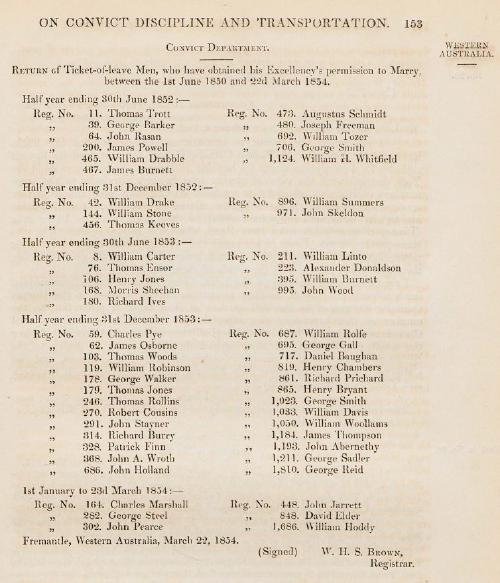 ON CONVICT DISCIPLINE AND TRANSPORTATION. 153
WESTERN
AUSTRALIA.
CONVICT DEPARTMENT.
RETURN of Ticket-of-leave Men, who have obtained his Excellency's permission to Marry,
between the 1st June 1850 and 22d March 1854.
Half year ending 30th June 1852:—
Reg. No. 11. Thomas Trott
„ 39. George Barker
„ 64. John Rasan
„ 290. James Powell
„ 465. William Drabble
„ 467. James Burnett
Reg. No. 473. Augustus Schmidt
„ 480. Joseph Freeman
„ 692. William Tozer
„ 706. George Smith
„ 1,124. William H. Whitfield
Half year ending 31st December 1852:—
Reg. No. 42. William Drake
„ 144. William Stone
„ 456. Thomas Keeves
Reg. No. 896. William Summers
„ 971. John Skeldon
Half year ending 30th June 1853:—
Reg. No. 8. William Carter
„ 76. Thomas Ensor
„ 106. Henry Jones
„ 168. Morris Sheehan
„ 180. Richard Ives
Reg. No. 211. William Linto
„ 223. Alexander Donaldson
„ 395. William Burnett
„ 995. John Wood
Half year ending 31st December 1853:—
Reg. No. 59. Charles Pye
„ 62. James Osborne
„ 103. Thomas Woods
„ 119. William Robinson
„ 178. George Walker
„ 179. Thomas Jones
„ 246. Thomas Rollins
„ 270. Robert Cousins
„ 291. John Stayner
„ 314. Richard Burry
„ 328. Patrick Finn
„ 368. John A. Wroth
„ 686. John Holland
Reg. No. 687. William Rolfe
„ 695. George Gall
„ 717. Daniel Baughan
„ 819. Henry Chambers
„ 861. Richard Prichard
„ 865. Henry Bryant
„ 1,923. George Smith
„ 1,033. William Davis
„ 1,050. William Woollams
„ 1,184. James Thompson
„ 1,193. John Abernethy
„ 1,211. George Sadler
„ 1,810. George Reid
1st January to 23d March 1854:—
Reg. No. 164. Charles Marshall
„ 282. George Steel
„ 302. John Pearce
Reg. No. 448. John Jarrett
„ 848. David Elder
„ 1,686. William Hoddy
Fremantle, Western Australia, March 22, 1854.
(Signed) W. H. S. BROWN,
Registrar.